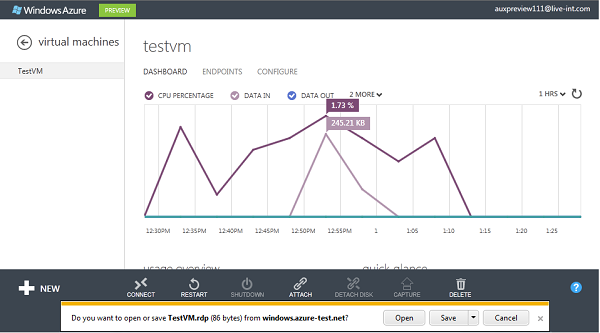 Windows Azure PREVIEW auxpreview111@live-int.com
virtual machines
TestVM
testvm
DASHBOARD ENDPOINTS CONFIGURE
CPU PERCENTAGE DATA IN DATA OUT 2 MORE 1 HRS
1.73 %
245.21 KB
12:30PM 12:35PM 12:40PM 12:45PM 12:50PM 12:55PM 1 1:05 1:10 1:15 1:20 1:25
usage overview quick glance
NEW
CONNECT RESTART SHUTDOWN ATTACH DETACH DISK CAPTURE DELETE ?
Do you want to open or save TestVM.rdp (86 bytes) from windows.azure-test.net? Open Save Cancel ×